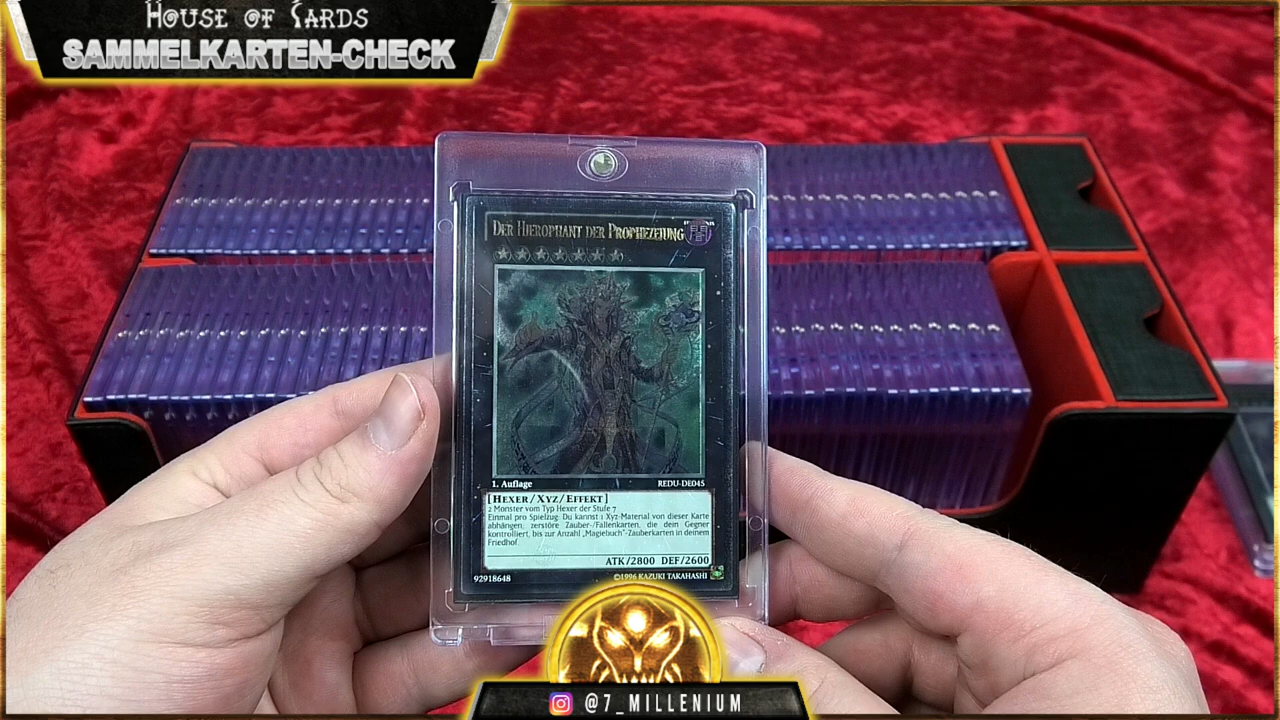 House of Cards
SAMMELKARTEN-CHECK
Der Hierophant der Prophezeiung
1. Auflage
REDU-DE045
[Hexer/Xyz/Effekt]
2 Monster vom Typ Hexer der Stufe 7
Einmal pro Spielzug: Du kannst 1 Xyz-Material von dieser Karte
abhängen; zerstöre Zauber-/Fallenkarten, die dein Gegner
kontrolliert, bis zur Anzahl „Magiebuch"-Zauberkarten in deinem
Friedhof.
ATK/2800 DEF/2600
92918648
©1996 KAZUKI TAKAHASHI
@7_MILLENIUM